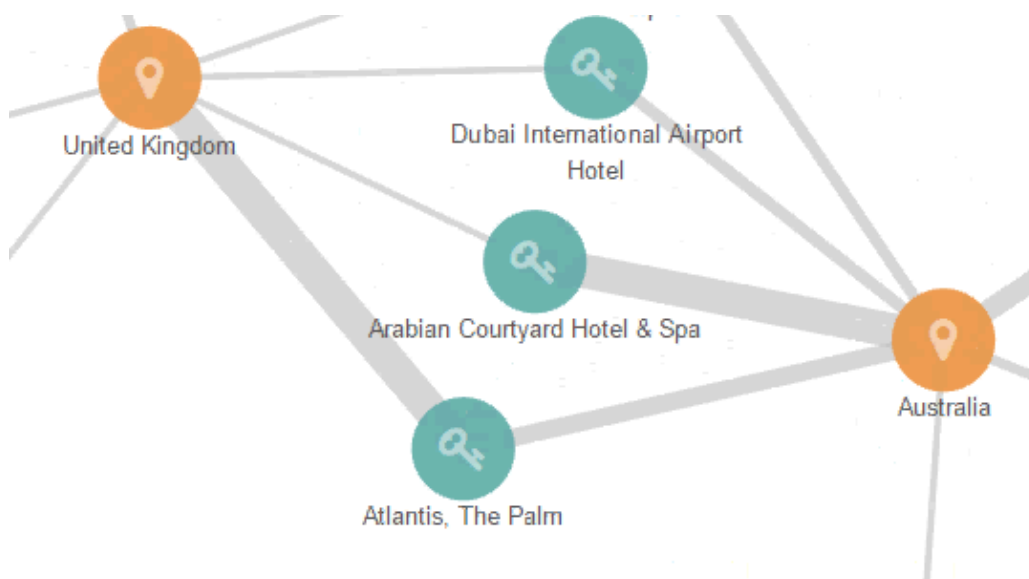 United Kingdom
Dubai International Airport
Hotel
Arabian Courtyard Hotel & Spa
Australia
Atlantis, The Palm